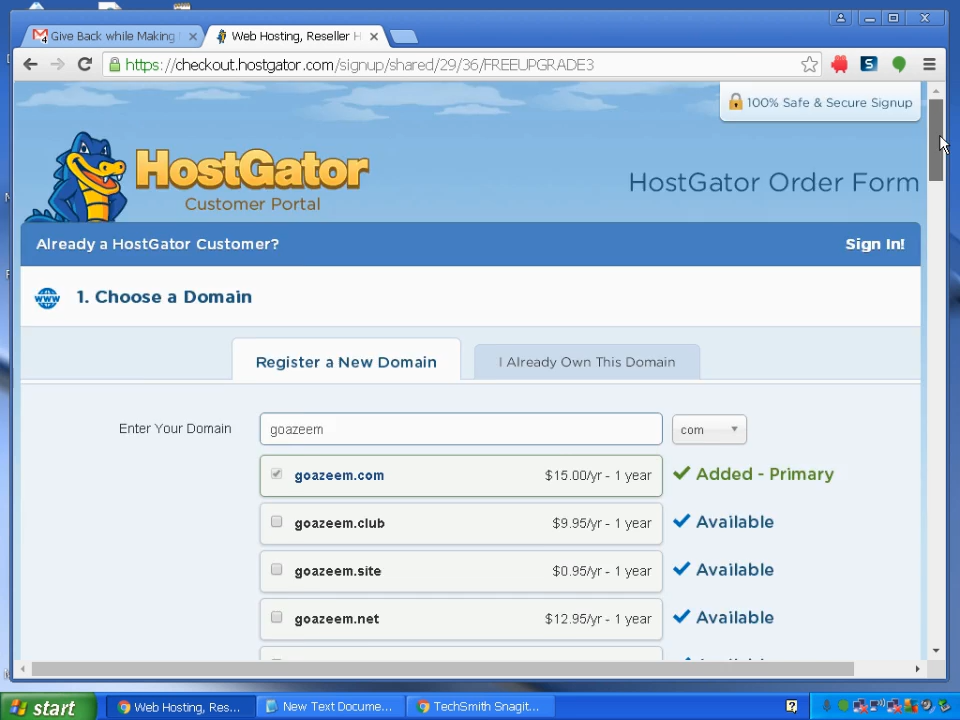 4
Give Back while Making
Web Hosting, Reseller H
https://checkout.hostgator.com/signup/shared/29/36/FREEUPGRADE3
S
100% Safe & Secure Signup
HostGator
Customer Portal
HostGator Order Form
Already a HostGator Customer?
Sign In!
www
1. Choose a Domain
Register a New Domain
I Already Own This Domain
Enter Your Domain
goazeem
com
goazeem.com
$15.00/yr - 1 year
Added - Primary
goazeem.club
$9.95/yr - 1 year
Available
goazeem.site
$0.95/yr - 1 year
Available
goazeem.net
$12.95/yr - 1 year
Available
start
Web Hosting, Res...
New Text Docume...
TechSmith Snagit...
?